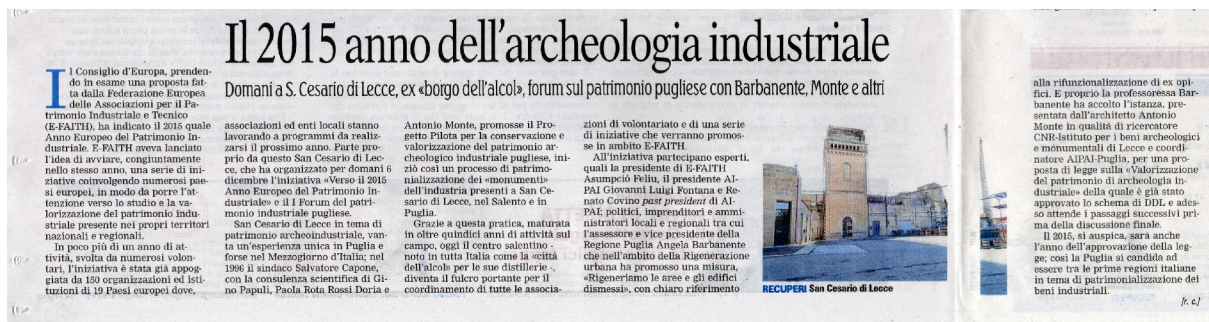 Il 2015 anno dell'archeologia industriale
Domani a S. Cesario di Lecce, ex «borgo dell'alcol», forum sul patrimonio pugliese con Barbanente, Monte e altri
Il Consiglio d'Europa, prenden-
do in esame una proposta fat-
ta dalla Federazione Europea
delle Associazioni per il Pa-
trimonio Industriale e Tecnico
(E-FAITH), ha indicato il 2015 quale
Anno Europeo del Patrimonio In-
dustriale. E-FAITH aveva lanciato
l'idea di avviare, congiuntamente
nello stesso anno, una serie di ini-
ziative coinvolgendo numerosi pae-
si europei, in modo da porre l'at-
tenzione verso lo studio e la va-
lorizzazione del patrimonio indu-
striale presente nei propri territori
nazionali e regionali.
In poco più di un anno di at-
tività, svolta da numerosi volon-
tari, l'iniziativa è stata già appog-
giata da 150 organizzazioni ed isti-
tuzioni di 19 Paesi europei dove,
associazioni ed enti locali stanno
lavorando a programmi da realiz-
zarsi il prossimo anno. Parte pro-
prio da questo San Cesario di Lec-
ce, che ha organizzato per domani 6
dicembre l'iniziativa «Verso il 2015
Anno Europeo del Patrimonio In-
dustriale» e il I Forum del patri-
monio industriale pugliese.
San Cesario di Lecce in tema di
patrimonio archeoindustriale, van-
ta un'esperienza unica in Puglia e
forse nel Mezzogiorno d'Italia; nel
1996 il sindaco Salvatore Capone,
con la consulenza scientifica di Gi-
no Papuli, Paola Rota Rossi Doria e
Antonio Monte, promosse il Pro-
getto Pilota per la conservazione e
valorizzazione del patrimonio ar-
cheologico industriale pugliese, ini-
ziò così un processo di patrimo-
nializzazione dei «monumenti»
dell'industria presenti a San Ce-
sario di Lecce, nel Salento e in
Puglia.
Grazie a questa pratica, maturata
in oltre quindici anni di attività sul
campo, oggi il centro salentino -
noto in tutta Italia come la «città
dell'alcol» per le sue distillerie -,
diventa il fulcro portante per il
coordinamento di tutte le associa-
zioni di volontariato e di una serie
di iniziative che verranno promos-
se in ambito E-FAITH.
All'iniziativa partecipano esperti,
quali la presidente di E-FAITH
Asumpció Feliu, il presidente AI-
PAI Giovanni Luigi Fontana e Re-
nato Covino past president di AI-
PAI; politici, imprenditori e ammi-
nistratori locali e regionali tra cui
l'assessore e vice presidente della
Regione Puglia Angela Barbanente
che nell'ambito della Rigenerazione
urbana ha promosso una misura,
«Rigeneriamo le aree e gli edifici
dismessi», con chiaro riferimento
RECUPERI San Cesario di Lecce
alla rifunzionalizzazione di ex opi-
fici. E proprio la professoressa Bar-
banente ha accolto l'istanza, pre-
sentata dall'architetto Antonio
Monte in qualità di ricercatore
CNR-Istituto per i beni archeologici
e monumentali di Lecce e coordi-
natore AIPAI-Puglia, per una pro-
posta di legge sulla «Valorizzazione
del patrimonio di archeologia in-
dustriale» della quale è già stato
approvato lo schema di DDL e ades-
so attende i passaggi successivi pri-
ma della discussione finale.
Il 2015, si auspica, sarà anche
l'anno dell'approvazione della leg-
ge; così la Puglia si candida ad
essere tra le prime regioni italiane
in tema di patrimonializzazione dei
beni industriali.
[r. c.]